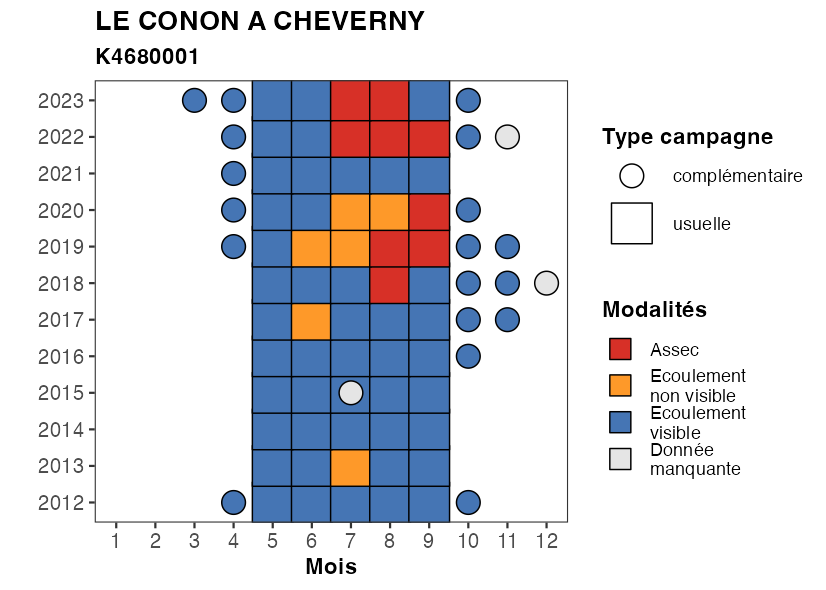 LE CONON A CHEVERNY
K4680001
2023
2022
2021
2020
2019
2018
2017
2016
2015
2014
2013
2012
1 2 3 4 5 6 7 8 9 10 11 12
Mois
Type campagne
complémentaire
usuelle
Modalités
Assec
Ecoulement
non visible
Ecoulement
visible
Donnée
manquante